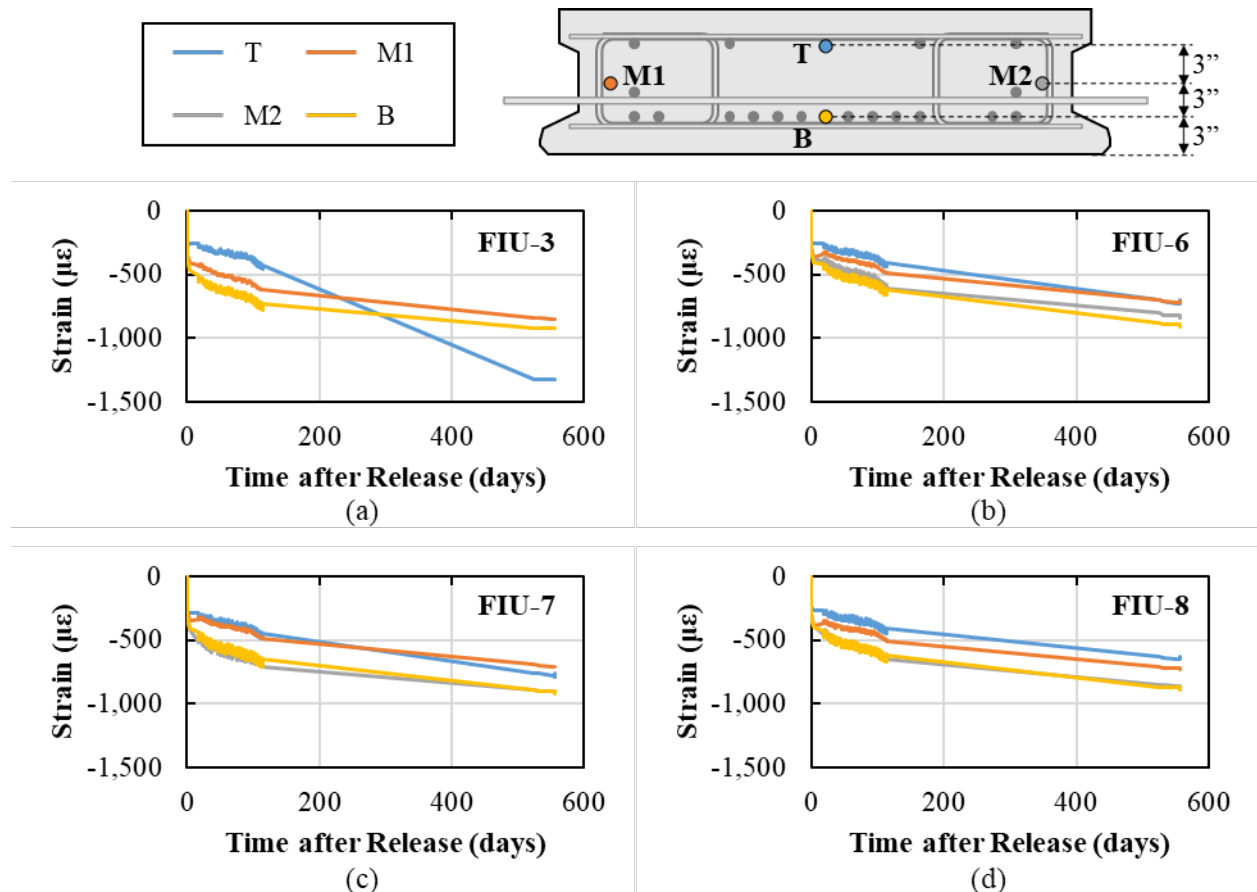 T M1
M2 B
T
M1 M2
B
3”
3”
3”
FIU-3
Strain (με)
0
-500
-1,000
-1,500
0 200 400 600
Time after Release (days)
(a)
FIU-6
Strain (με)
0
-500
-1,000
-1,500
0 200 400 600
Time after Release (days)
(b)
FIU-7
Strain (με)
0
-500
-1,000
-1,500
0 200 400 600
Time after Release (days)
(c)
FIU-8
Strain (με)
0
-500
-1,000
-1,500
0 200 400 600
Time after Release (days)
(d)